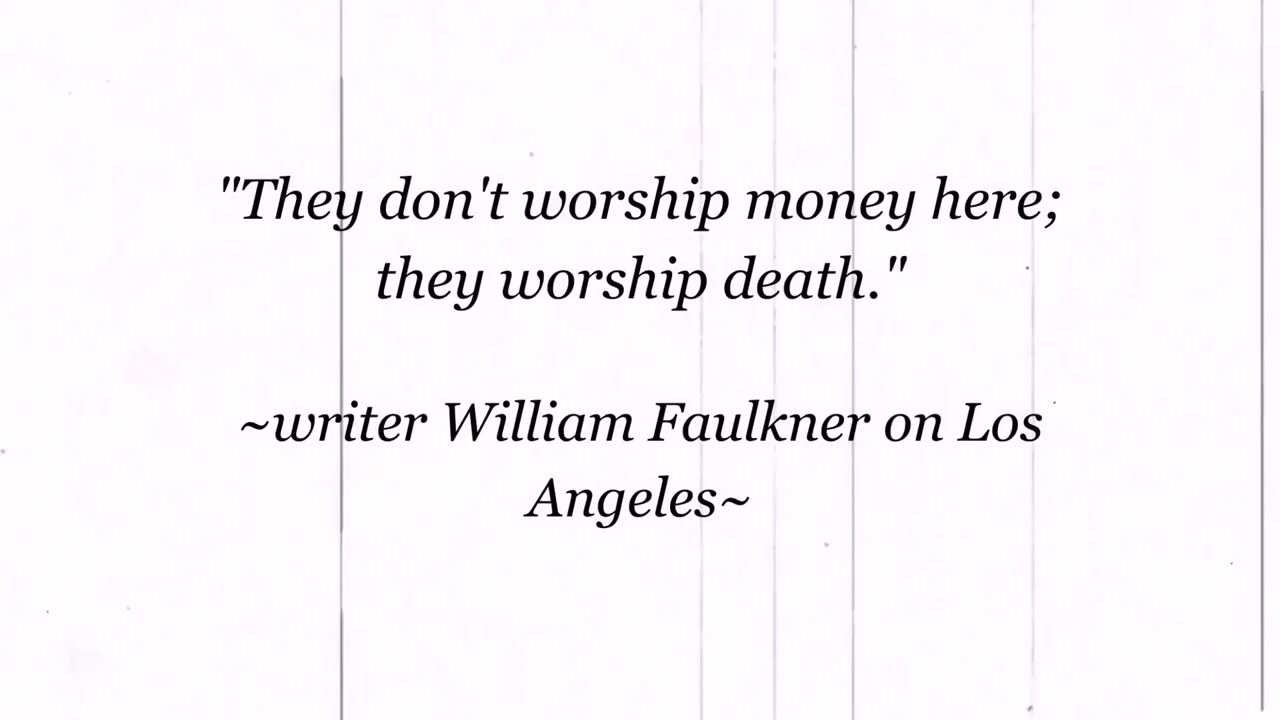 "They don't worship money here;
they worship death."
~writer William Faulkner on Los
Angeles~